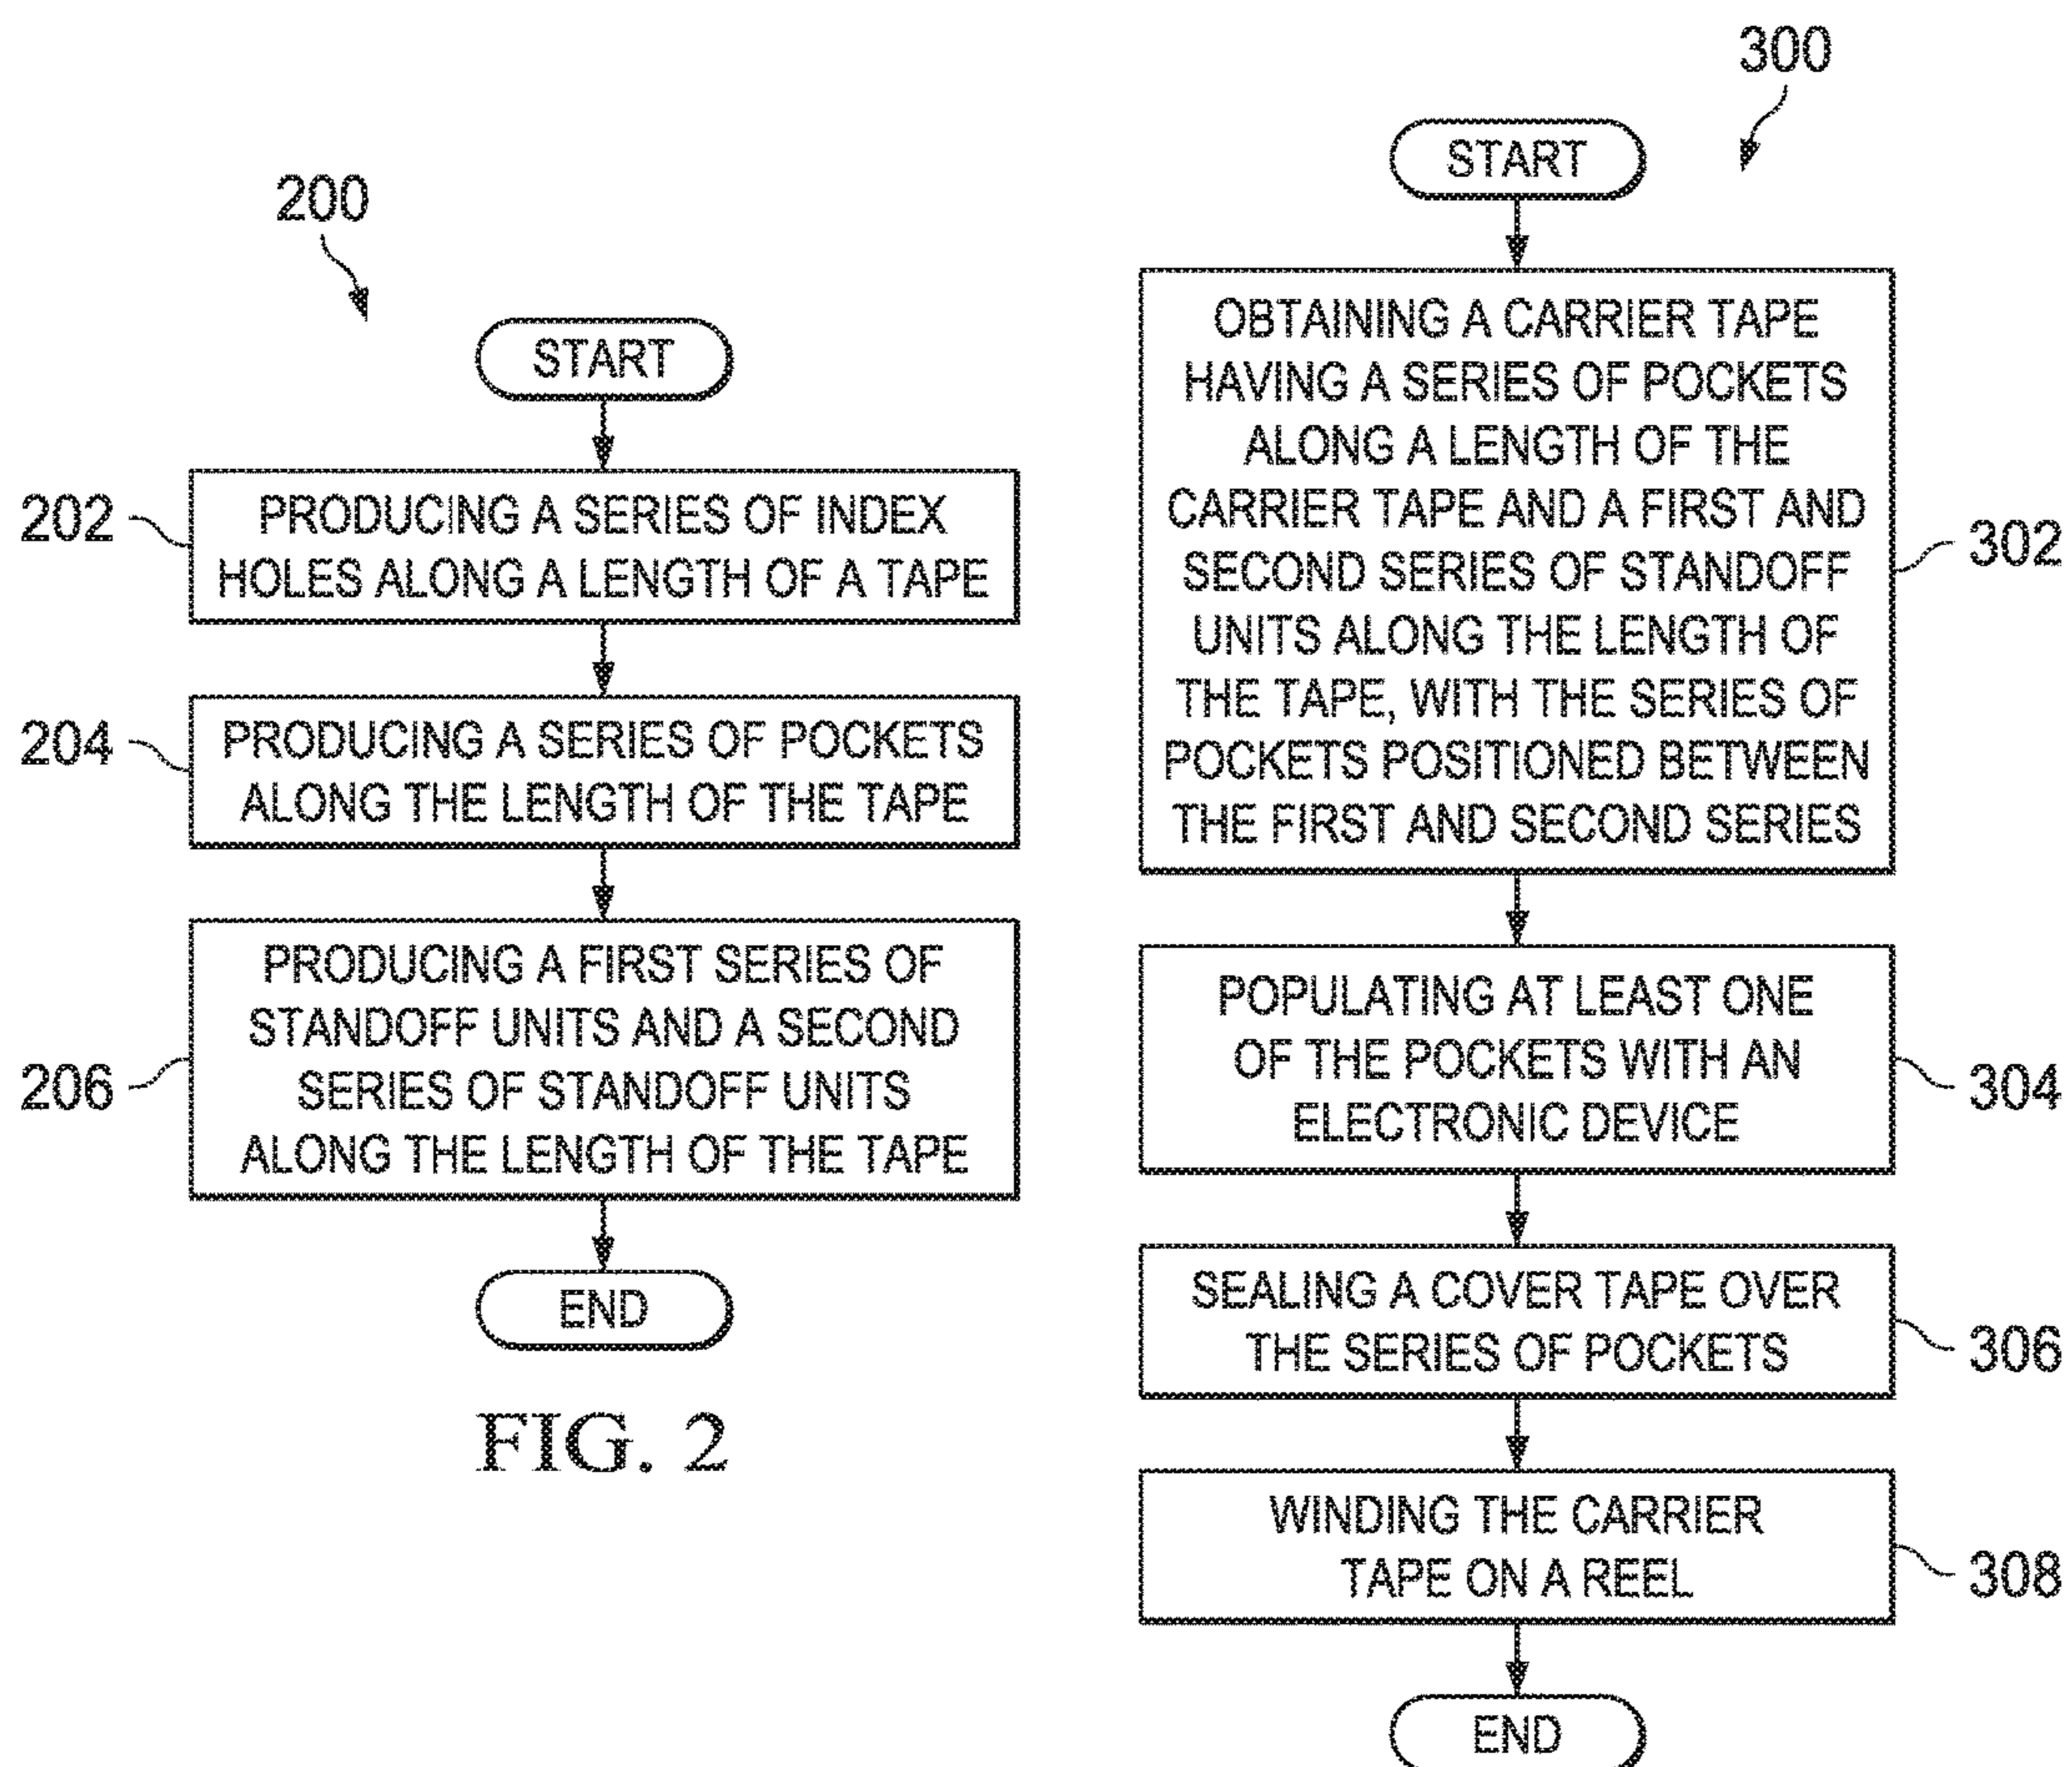 200
START
202
PRODUCING A SERIES OF INDEX
HOLES ALONG A LENGTH OF A TAPE
204
PRODUCING A SERIES OF POCKETS
ALONG THE LENGTH OF THE TAPE
206
PRODUCING A FIRST SERIES OF
STANDOFF UNITS AND A SECOND
SERIES OF STANDOFF UNITS
ALONG THE LENGTH OF THE TAPE
END
FIG. 2
300
START
OBTAINING A CARRIER TAPE
HAVING A SERIES OF POCKETS
ALONG A LENGTH OF THE
CARRIER TAPE AND A FIRST AND
SECOND SERIES OF STANDOFF
UNITS ALONG THE LENGTH OF
THE TAPE, WITH THE SERIES OF
POCKETS POSITIONED BETWEEN
THE FIRST AND SECOND SERIES
302
POPULATING AT LEAST ONE
OF THE POCKETS WITH AN
ELECTRONIC DEVICE
304
SEALING A COVER TAPE OVER
THE SERIES OF POCKETS
306
WINDING THE CARRIER
TAPE ON A REEL
308
END